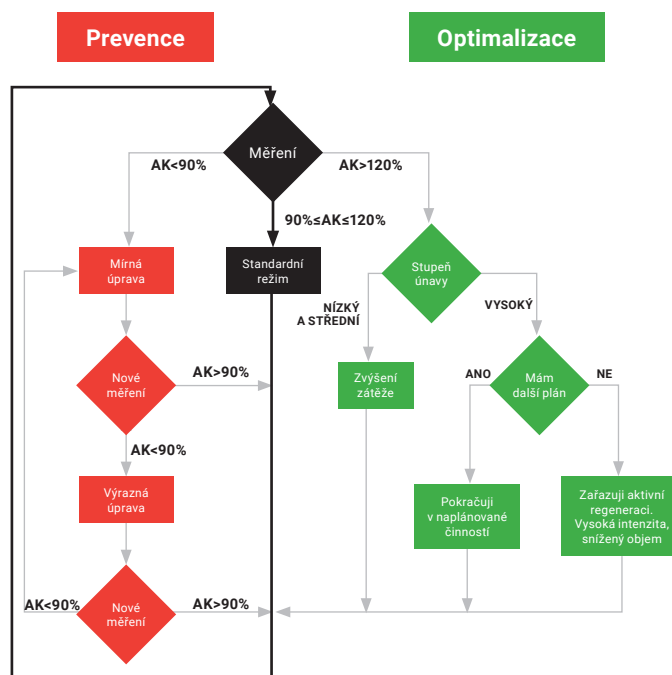 Prevence
Optimalizace
Měření
AK<90%
AK>120%
90%≤AK≤120%
Mírná
úprava
Standardní
režim
Stupeň
únavy
NÍZKÝ
A STŘEDNÍ
VYSOKÝ
Nové
měření
AK>90%
Zvýšení
zátěže
ANO
Mám
další plán
NE
AK<90%
Výrazná
úprava
Pokračuji
v naplánované
činností
Zařazuji aktivní
regeneraci.
Vysoká intenzita,
snížený objem
AK<90%
Nové
měření
AK>90%